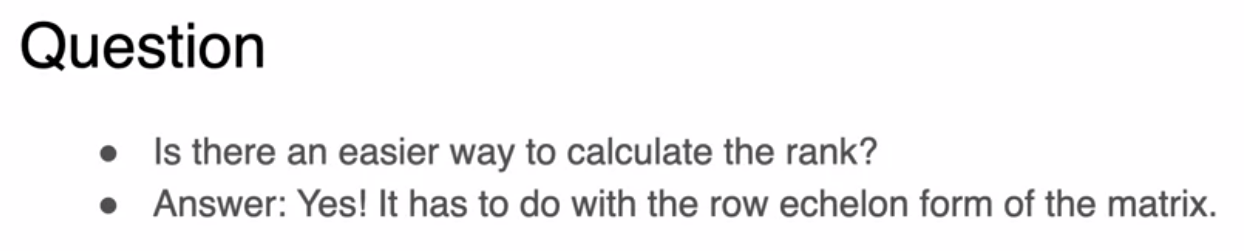 Question
● Is there an easier way to calculate the rank?
● Answer: Yes! It has to do with the row echelon form of the matrix.